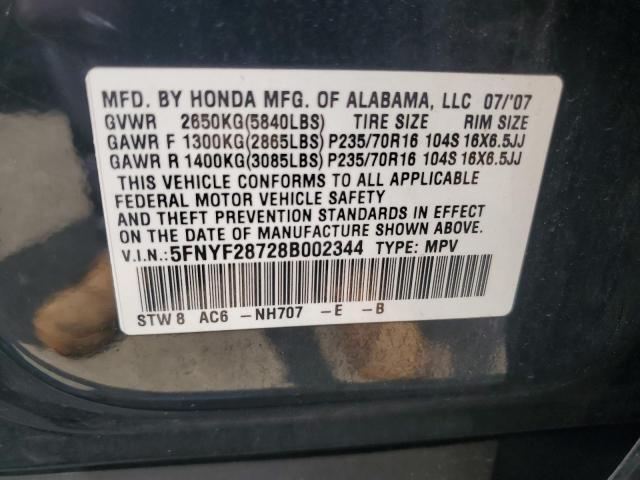 MFD. BY HONDA MFG. OF ALABAMA, LLC 07/'07
GVWR 2650KG(5840LBS) TIRE SIZE RIM SIZE
GAWR F 1300KG(2865LBS) P235/70R16 104S 16X6.5JJ
GAWR R 1400KG(3085LBS) P235/70R16 104S 16X6.5JJ
THIS VEHICLE CONFORMS TO ALL APPLICABLE
FEDERAL MOTOR VEHICLE SAFETY
AND THEFT PREVENTION STANDARDS IN EFFECT
ON THE DATE OF MANUFACTURE SHOWN ABOVE.
V.I.N.: 5FNYF28728B002344 TYPE: MPV
STW 8 AC6 -NH707 -E -B